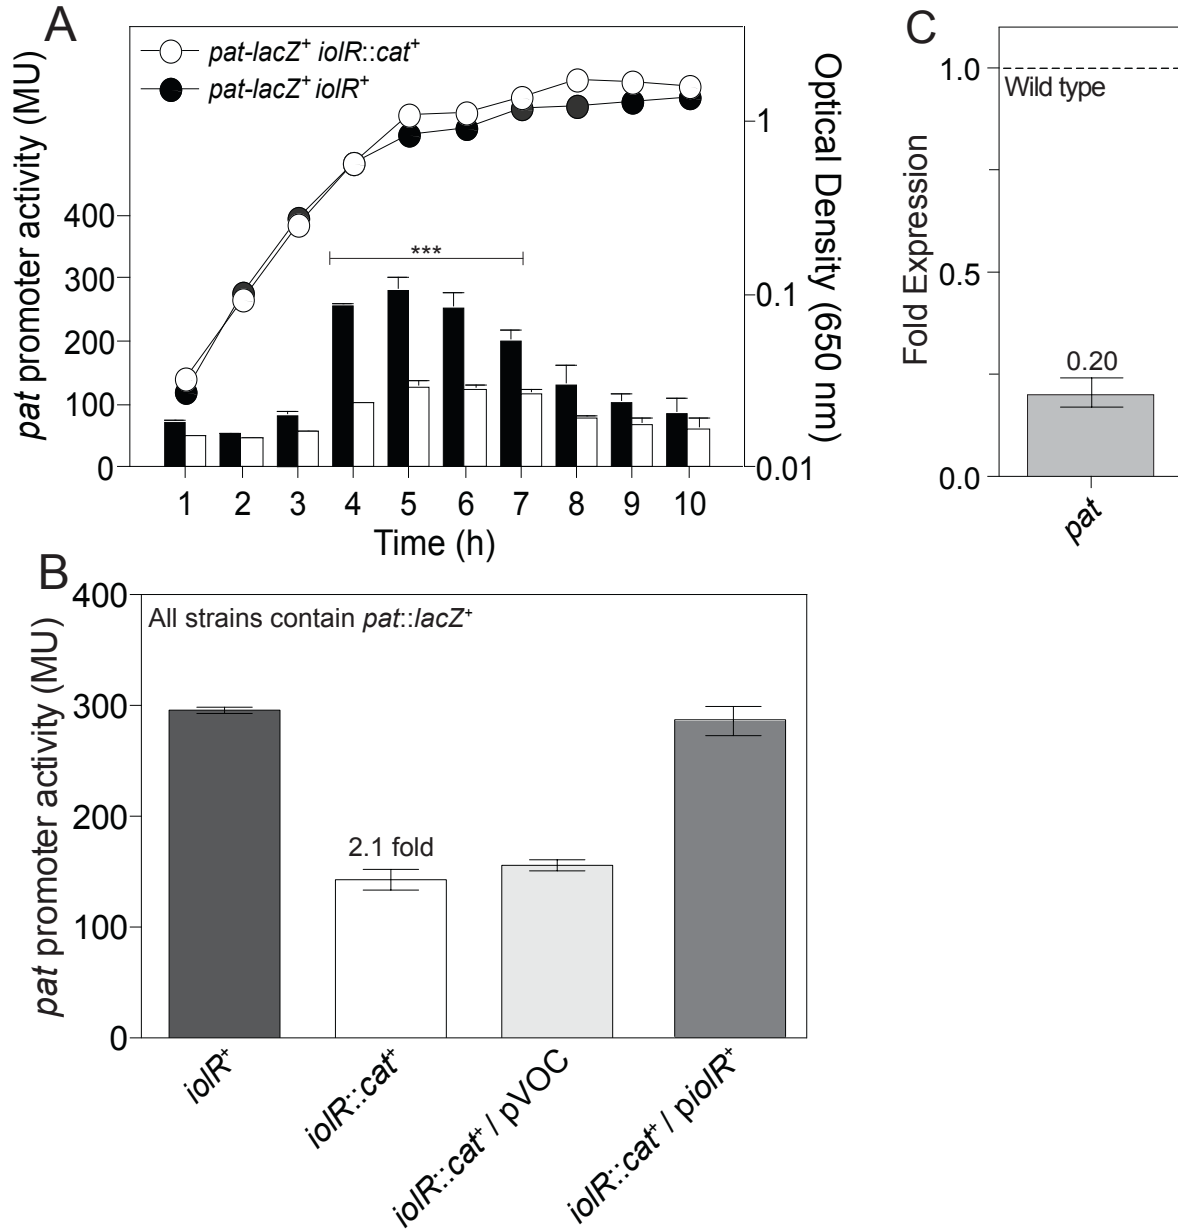 A
pat-lacZ⁺ iolR::cat⁺
pat-lacZ⁺ iolR⁺
pat promoter activity (MU)
400
300
200
100
0
***
Optical Density (650 nm)
1
0.1
0.01
1 2 3 4 5 6 7 8 9 10
Time (h)
C
1.0
Wild type
Fold Expression
0.5
0.20
0.0
pat
B
All strains contain pat::lacZ⁺
pat promoter activity (MU)
400
300
200
100
0
2.1 fold
iolR⁺
iolR::cat⁺
iolR::cat⁺ / pVOC
iolR::cat⁺ / piolR⁺